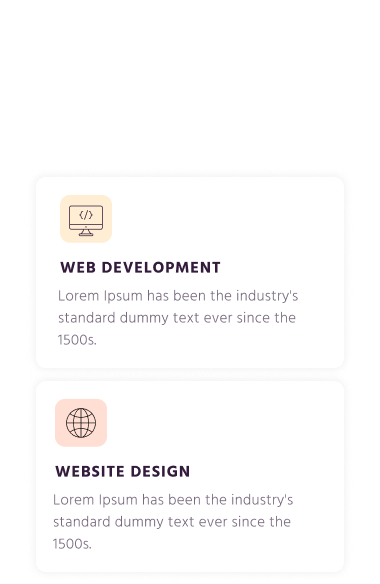 </>
WEB DEVELOPMENT
Lorem Ipsum has been the industry's
standard dummy text ever since the
1500s.
WEBSITE DESIGN
Lorem Ipsum has been the industry's
standard dummy text ever since the
1500s.